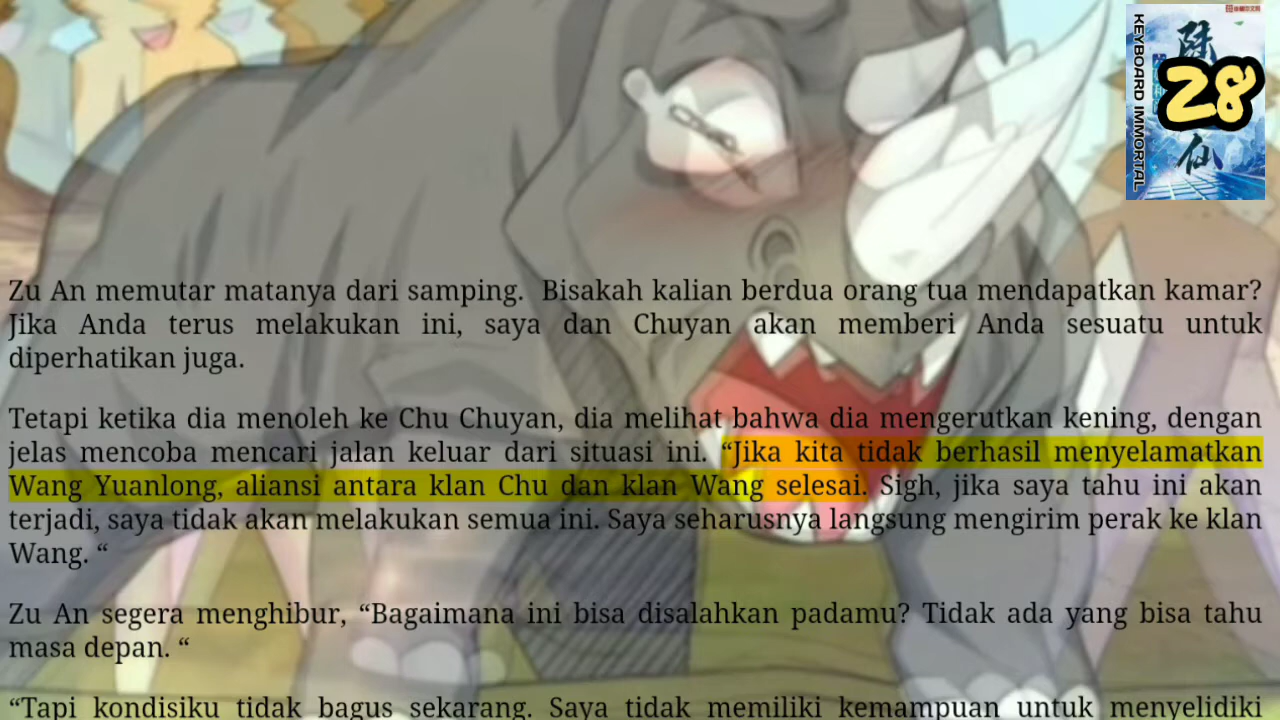 陸
KEYBOARD IMMORTAL
28
仙
Zu An memutar matanya dari samping.  Bisakah kalian berdua orang tua mendapatkan kamar?
Jika Anda terus melakukan ini, saya dan Chuyan akan memberi Anda sesuatu untuk
diperhatikan juga.
Tetapi ketika dia menoleh ke Chu Chuyan, dia melihat bahwa dia mengerutkan kening, dengan
jelas mencoba mencari jalan keluar dari situasi ini. “Jika kita tidak berhasil menyelamatkan
Wang Yuanlong, aliansi antara klan Chu dan klan Wang selesai. Sigh, jika saya tahu ini akan
terjadi, saya tidak akan melakukan semua ini. Saya seharusnya langsung mengirim perak ke klan
Wang. “
Zu An segera menghibur, “Bagaimana ini bisa disalahkan padamu? Tidak ada yang bisa tahu
masa depan. “
“Tapi kondisiku tidak bagus sekarang. Saya tidak memiliki kemampuan untuk menyelidiki